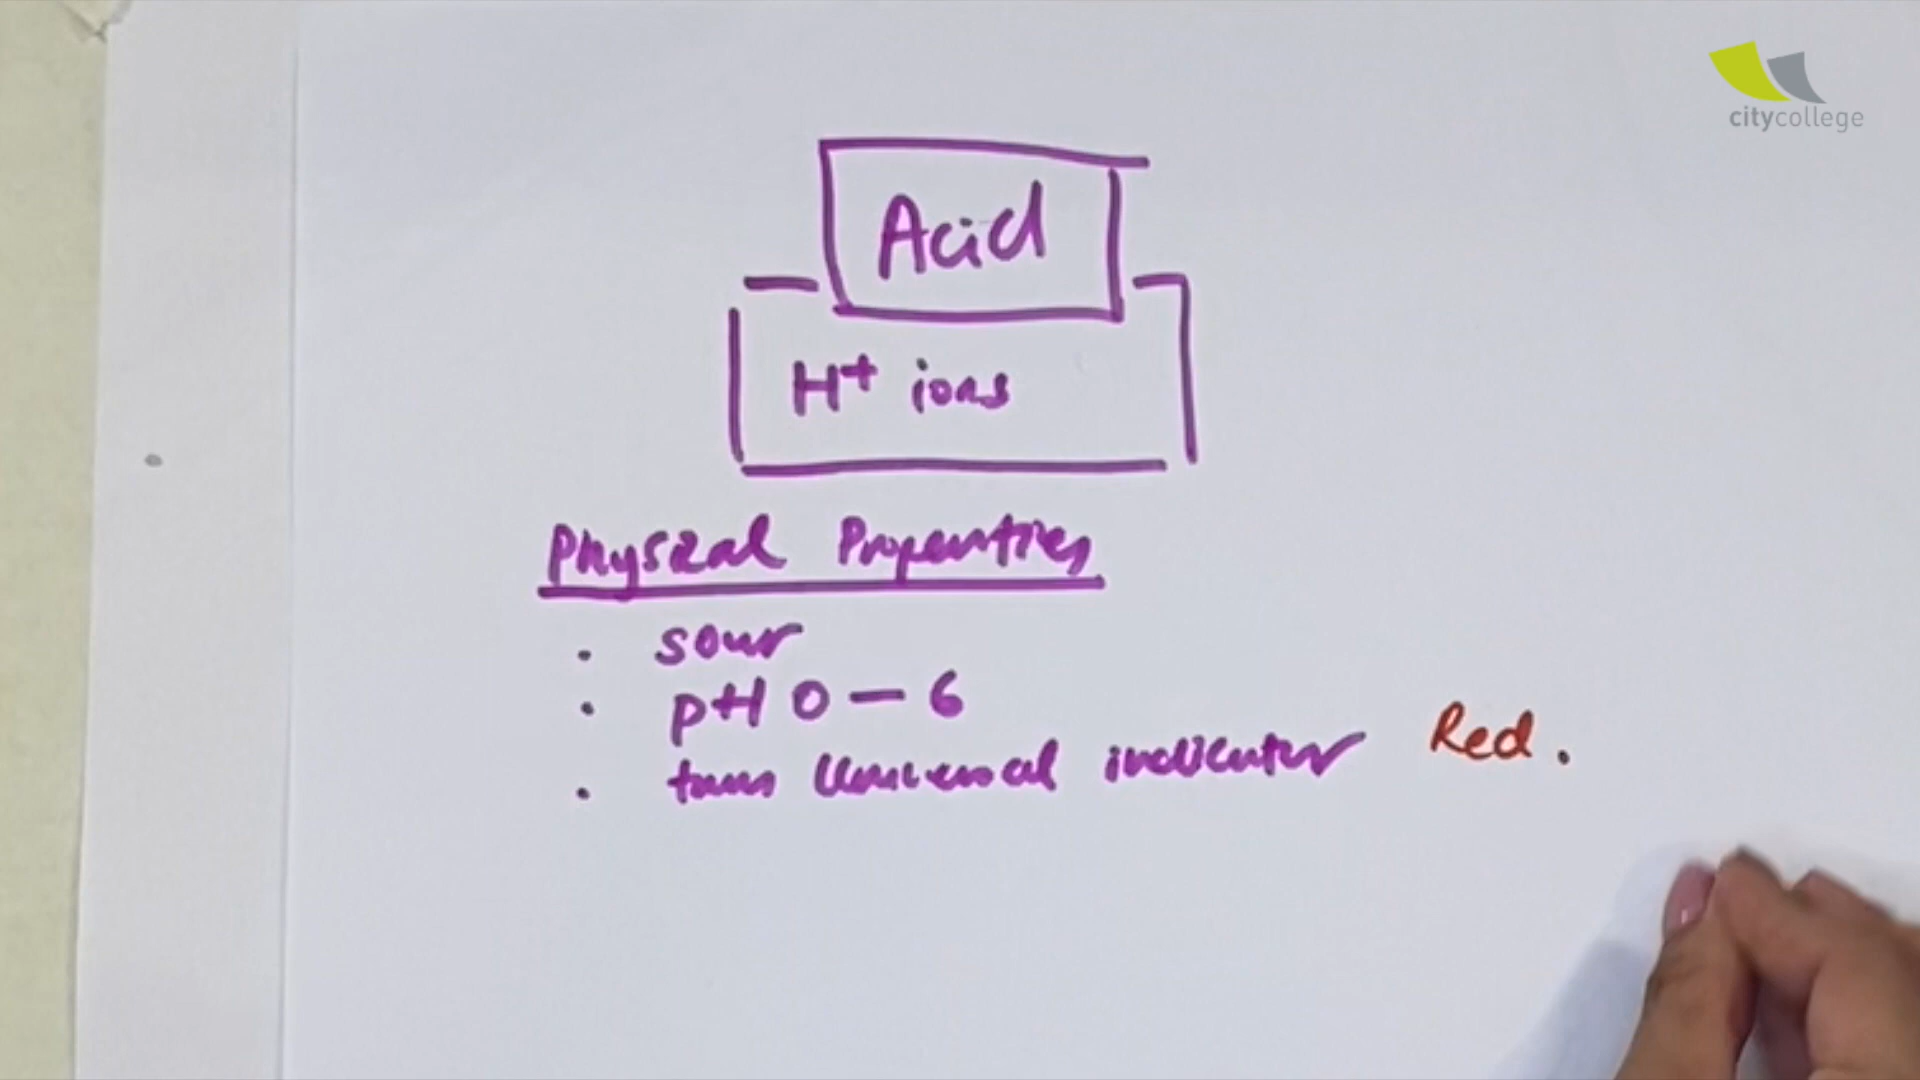 citycollege
Acid
H+ ions
Physical Properties
. sour
. pH 0 – 6
. turns Universal indicator Red.